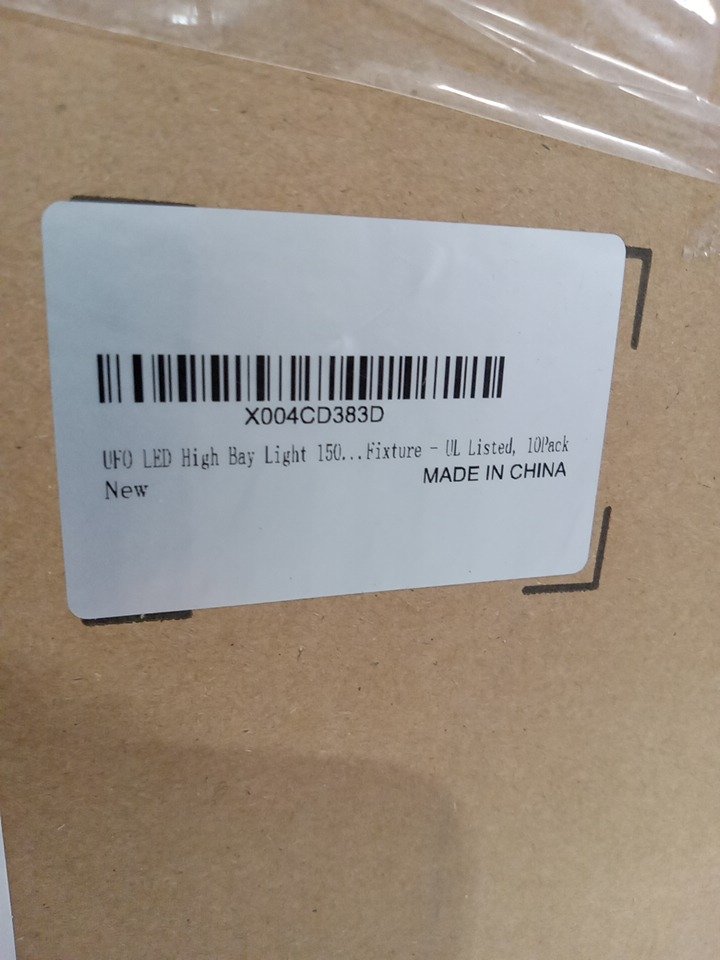 X004CD383D
UFO LED High Bay Light 150...Fixture - UL Listed, 10Pack
New
MADE IN CHINA